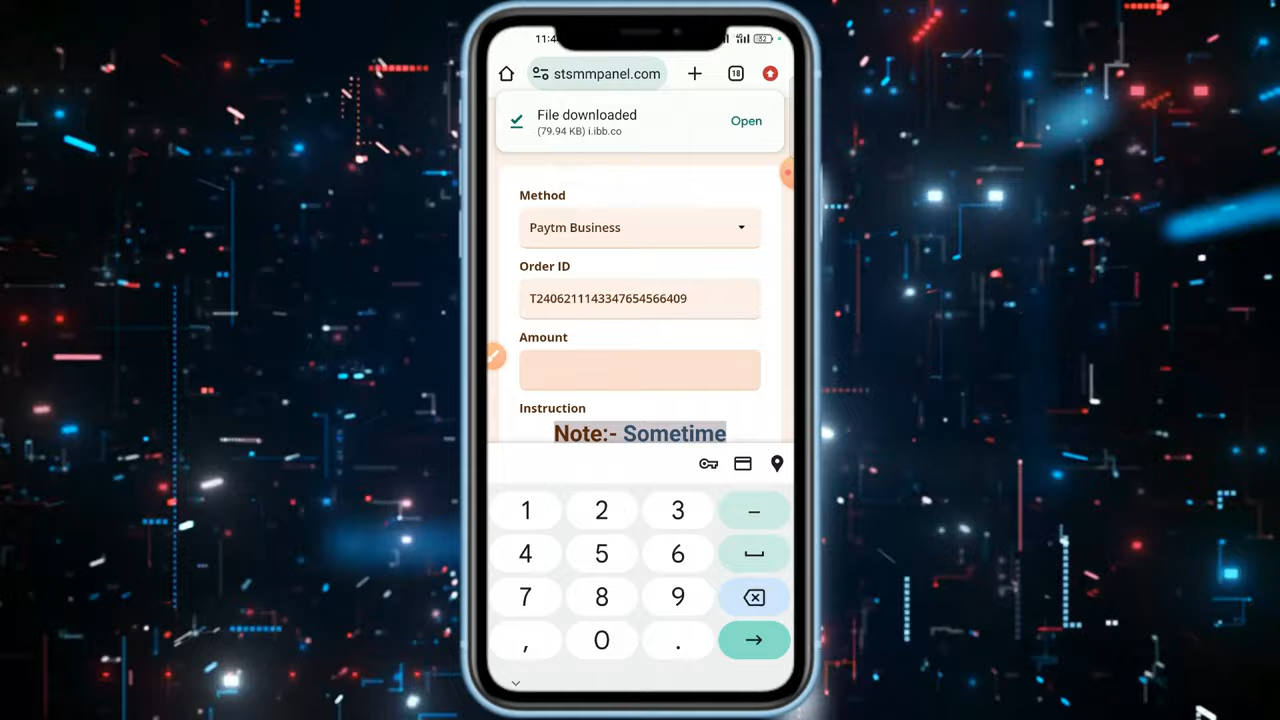 11:4
82
stsmmpanel.com
18
File downloaded
(79.94 KB) i.ibb.co
Open
Method
Paytm Business
Order ID
T2406211143347654566409
Amount
Instruction
Note:- Sometime
1 2 3 –
4 5 6
7 8 9
, 0 .